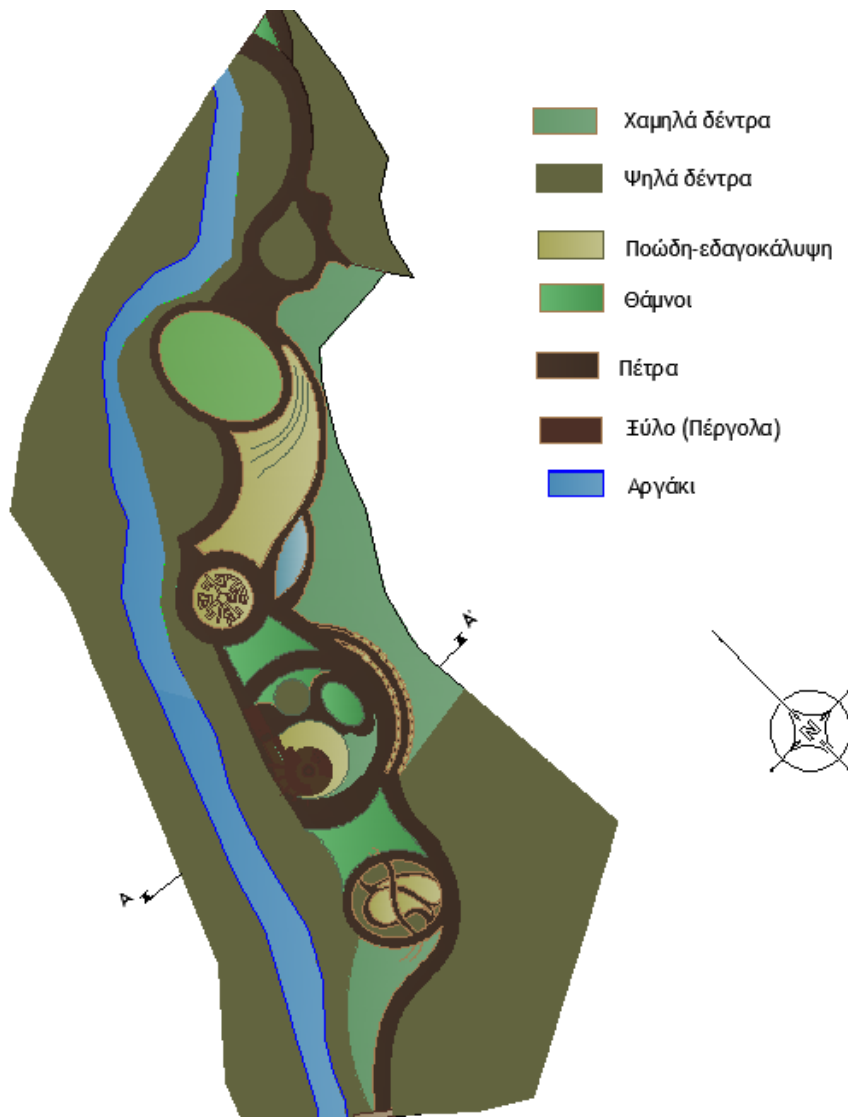 Χαμηλά δέντρα
Ψηλά δέντρα
Ποώδη-εδαγοκάλυψη
Θάμνοι
Πέτρα
Ξύλο (Πέργολα)
Αργάκι
Α'
Α